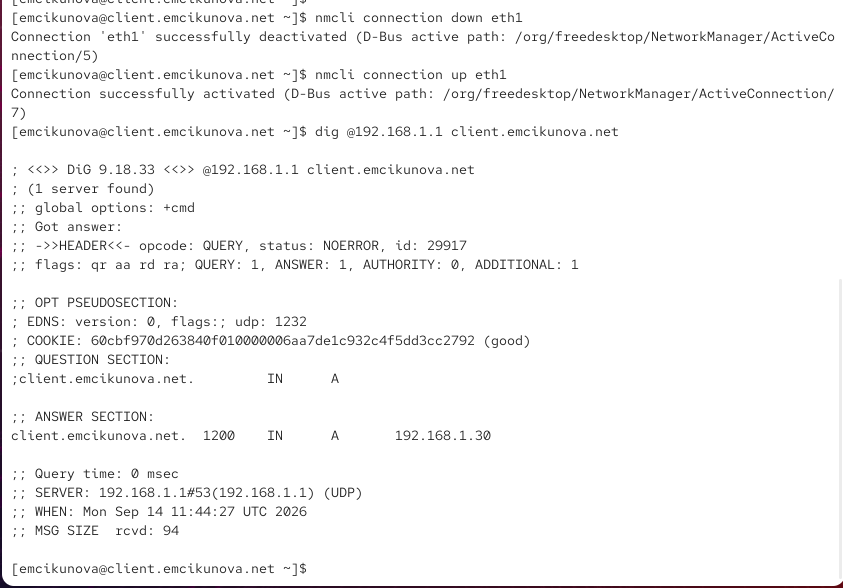 [emcikunova@client.emcikunova.net ~]$
[emcikunova@client.emcikunova.net ~]$ nmcli connection down eth1
Connection 'eth1' successfully deactivated (D-Bus active path: /org/freedesktop/NetworkManager/ActiveCo
nnection/5)
[emcikunova@client.emcikunova.net ~]$ nmcli connection up eth1
Connection successfully activated (D-Bus active path: /org/freedesktop/NetworkManager/ActiveConnection/
7)
[emcikunova@client.emcikunova.net ~]$ dig @192.168.1.1 client.emcikunova.net

; <<>> DiG 9.18.33 <<>> @192.168.1.1 client.emcikunova.net
; (1 server found)
;; global options: +cmd
;; Got answer:
;; ->>HEADER<<- opcode: QUERY, status: NOERROR, id: 29917
;; flags: qr aa rd ra; QUERY: 1, ANSWER: 1, AUTHORITY: 0, ADDITIONAL: 1

;; OPT PSEUDOSECTION:
; EDNS: version: 0, flags:; udp: 1232
; COOKIE: 60cbf970d263840f010000006aa7de1c932c4f5dd3cc2792 (good)
;; QUESTION SECTION:
;client.emcikunova.net.         IN      A

;; ANSWER SECTION:
client.emcikunova.net.  1200    IN      A       192.168.1.30

;; Query time: 0 msec
;; SERVER: 192.168.1.1#53(192.168.1.1) (UDP)
;; WHEN: Mon Sep 14 11:44:27 UTC 2026
;; MSG SIZE  rcvd: 94

[emcikunova@client.emcikunova.net ~]$